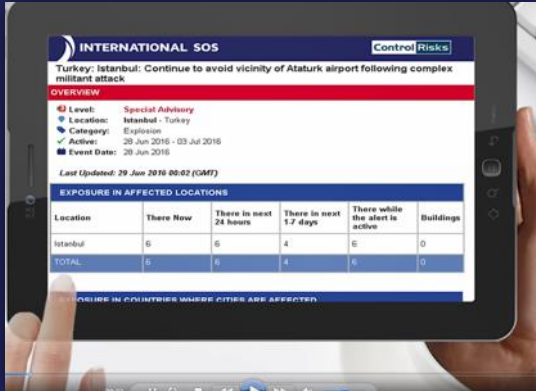 INTERNATIONAL SOS
Control Risks
Turkey: Istanbul: Continue to avoid vicinity of Ataturk airport following complex
militant attack
OVERVIEW
Level: Special Advisory
Location: Istanbul - Turkey
Category: Explosion
Active: 28 Jun 2016 - 03 Jul 2016
Event Date: 28 Jun 2016
Last Updated: 29 Jun 2016 00:02 (GMT)
EXPOSURE IN AFFECTED LOCATIONS
Location There Now There in next 24 hours There in next 1-7 days There while the alert is active Buildings
Istanbul 6 6 4 6 0
TOTAL 6 6 4 6 0
EXPOSURE IN COUNTRIES WHERE CITIES ARE AFFECTED